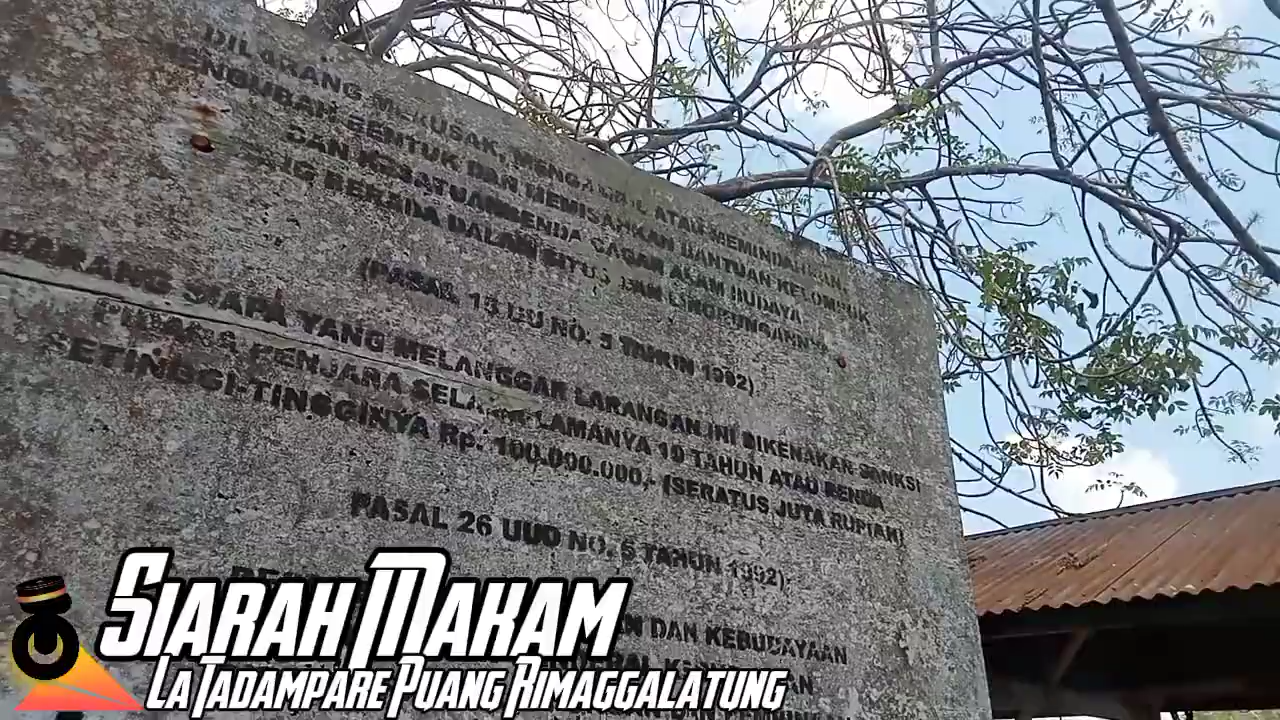 DILARANG MERUSAK, MENGAMBIL ATAU MEMINDAHKAN,
MENGUBAH BENTUK DAN MEMISAHKAN BANTUAN KELOMPOK
DAN KESATUAN BENDA CAGAR ALAM BUDAYA
YANG BERADA DALAM SITUS DAN LINGKUNGANNYA
(PASAL 15 UU NO. 5 TAHUN 1992)
BARANG SIAPA YANG MELANGGAR LARANGAN INI DIKENAKAN SANKSI
PIDANA PENJARA SELAMA LAMANYA 10 TAHUN ATAU DENDA
SETINGGI-TINGGINYA Rp. 100.000.000,- (SERATUS JUTA RUPIAH)
PASAL 26 UUD NO. 5 TAHUN 1992)
DAN KEBUDAYAAN
SIARAH MAKAM
LA TADAMPARE PUANG RIMAGGALATUNG